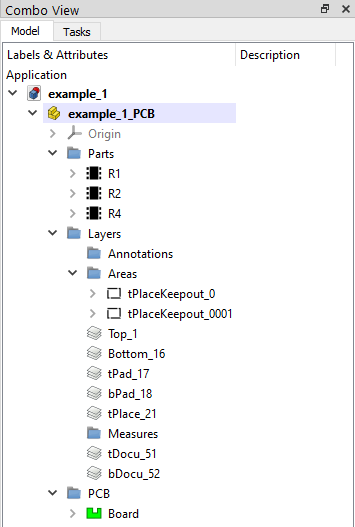 Combo View
Model Tasks
Labels & Attributes Description
Application
example_1
example_1_PCB
Origin
Parts
R1
R2
R4
Layers
Annotations
Areas
tPlaceKeepout_0
tPlaceKeepout_0001
Top_1
Bottom_16
tPad_17
bPad_18
tPlace_21
Measures
tDocu_51
bDocu_52
PCB
Board